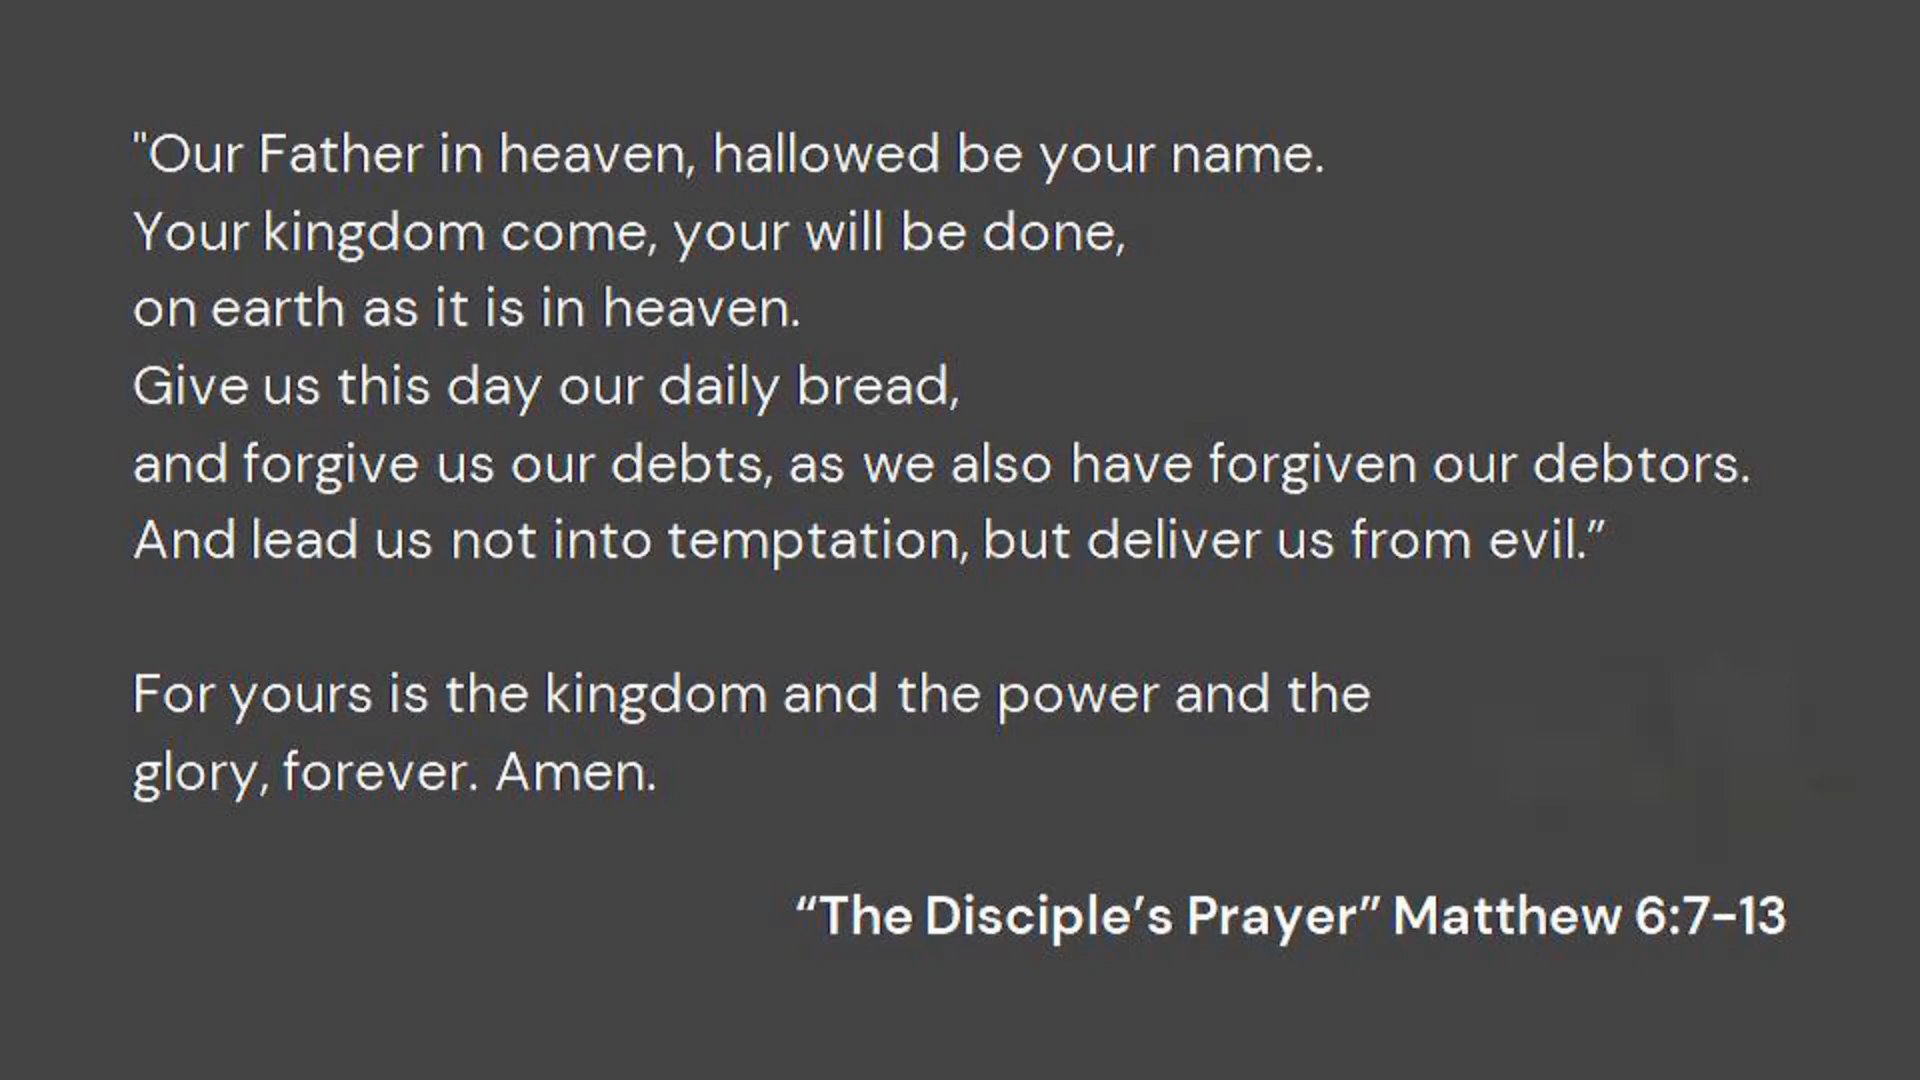 "Our Father in heaven, hallowed be your name.
Your kingdom come, your will be done,
on earth as it is in heaven.
Give us this day our daily bread,
and forgive us our debts, as we also have forgiven our debtors.
And lead us not into temptation, but deliver us from evil.”
For yours is the kingdom and the power and the
glory, forever. Amen.
“The Disciple’s Prayer” Matthew 6:7-13